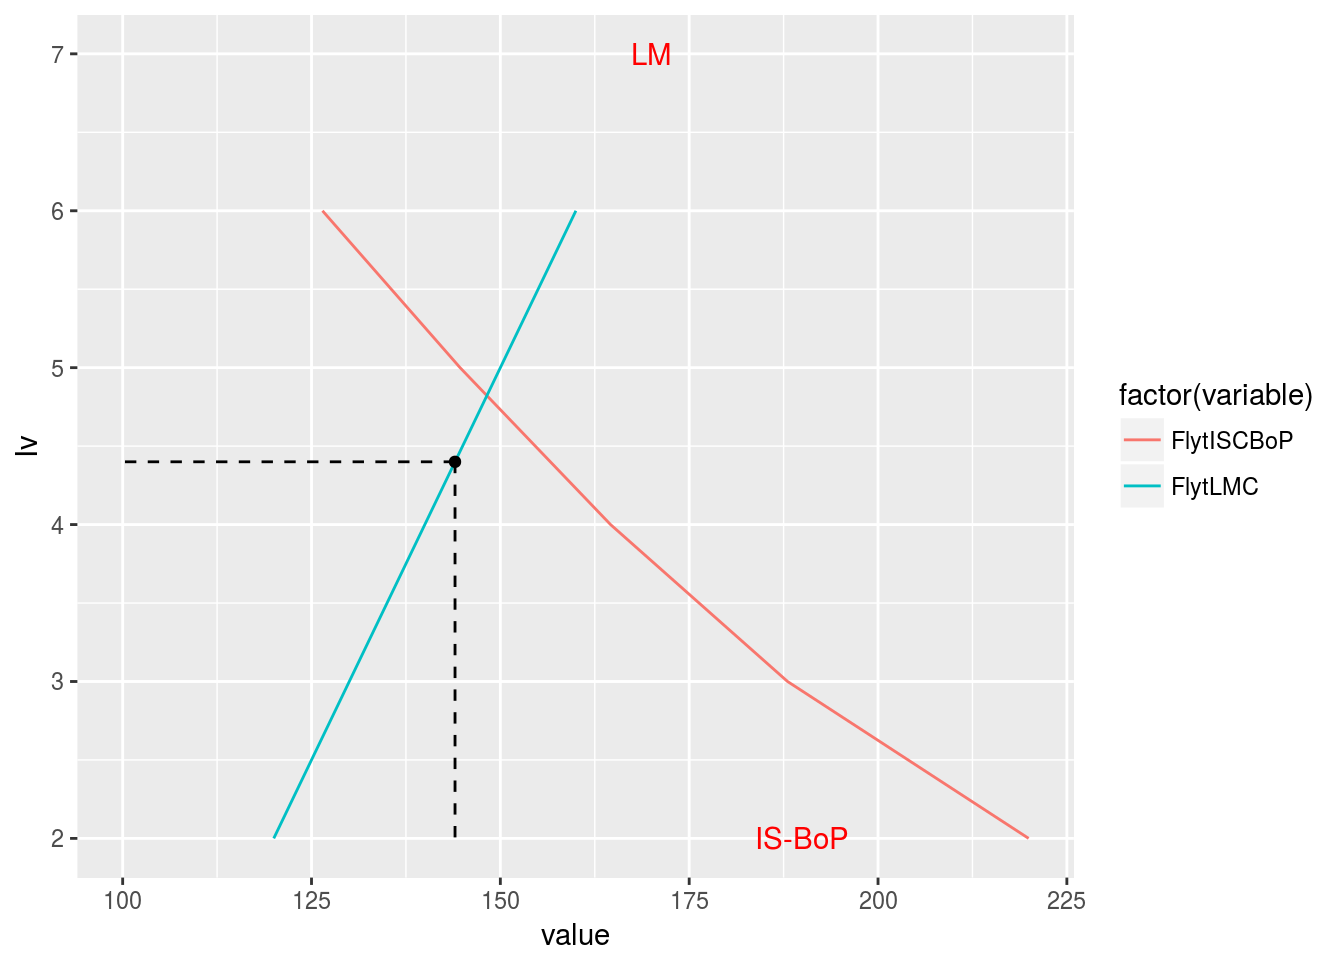 LM
IS-BoP
7
6
5
4
3
2
Iv
100 125 150 175 200 225
value
factor(variable)
FlytISCBoP
FlytLMC